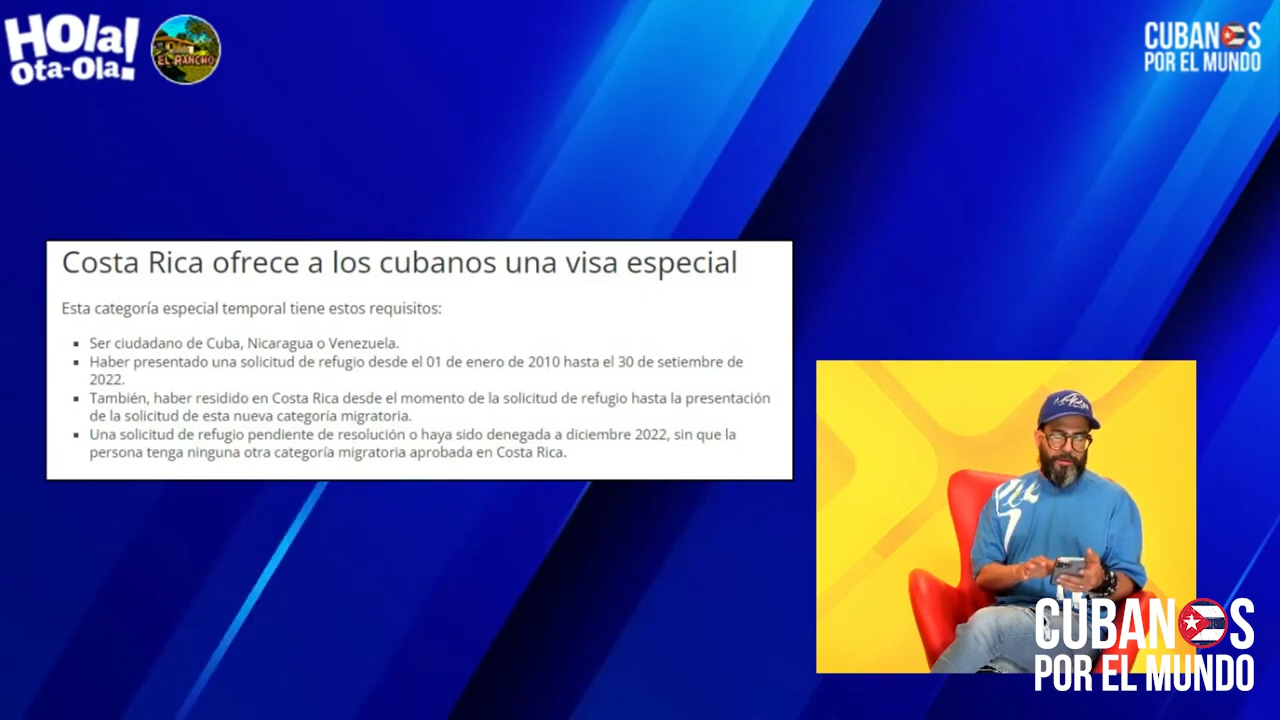 Hola!
Ota-Ola!
EL RANCHO
CUBANOS
POR EL MUNDO
Costa Rica ofrece a los cubanos una visa especial
Esta categoría especial temporal tiene estos requisitos:
Ser ciudadano de Cuba, Nicaragua o Venezuela.
Haber presentado una solicitud de refugio desde el 01 de enero de 2010 hasta el 30 de setiembre de
2022.
También, haber residido en Costa Rica desde el momento de la solicitud de refugio hasta la presentación
de la solicitud de esta nueva categoría migratoria.
Una solicitud de refugio pendiente de resolución o haya sido denegada a diciembre 2022, sin que la
persona tenga ninguna otra categoría migratoria aprobada en Costa Rica.
CUBANOS
POR EL MUNDO